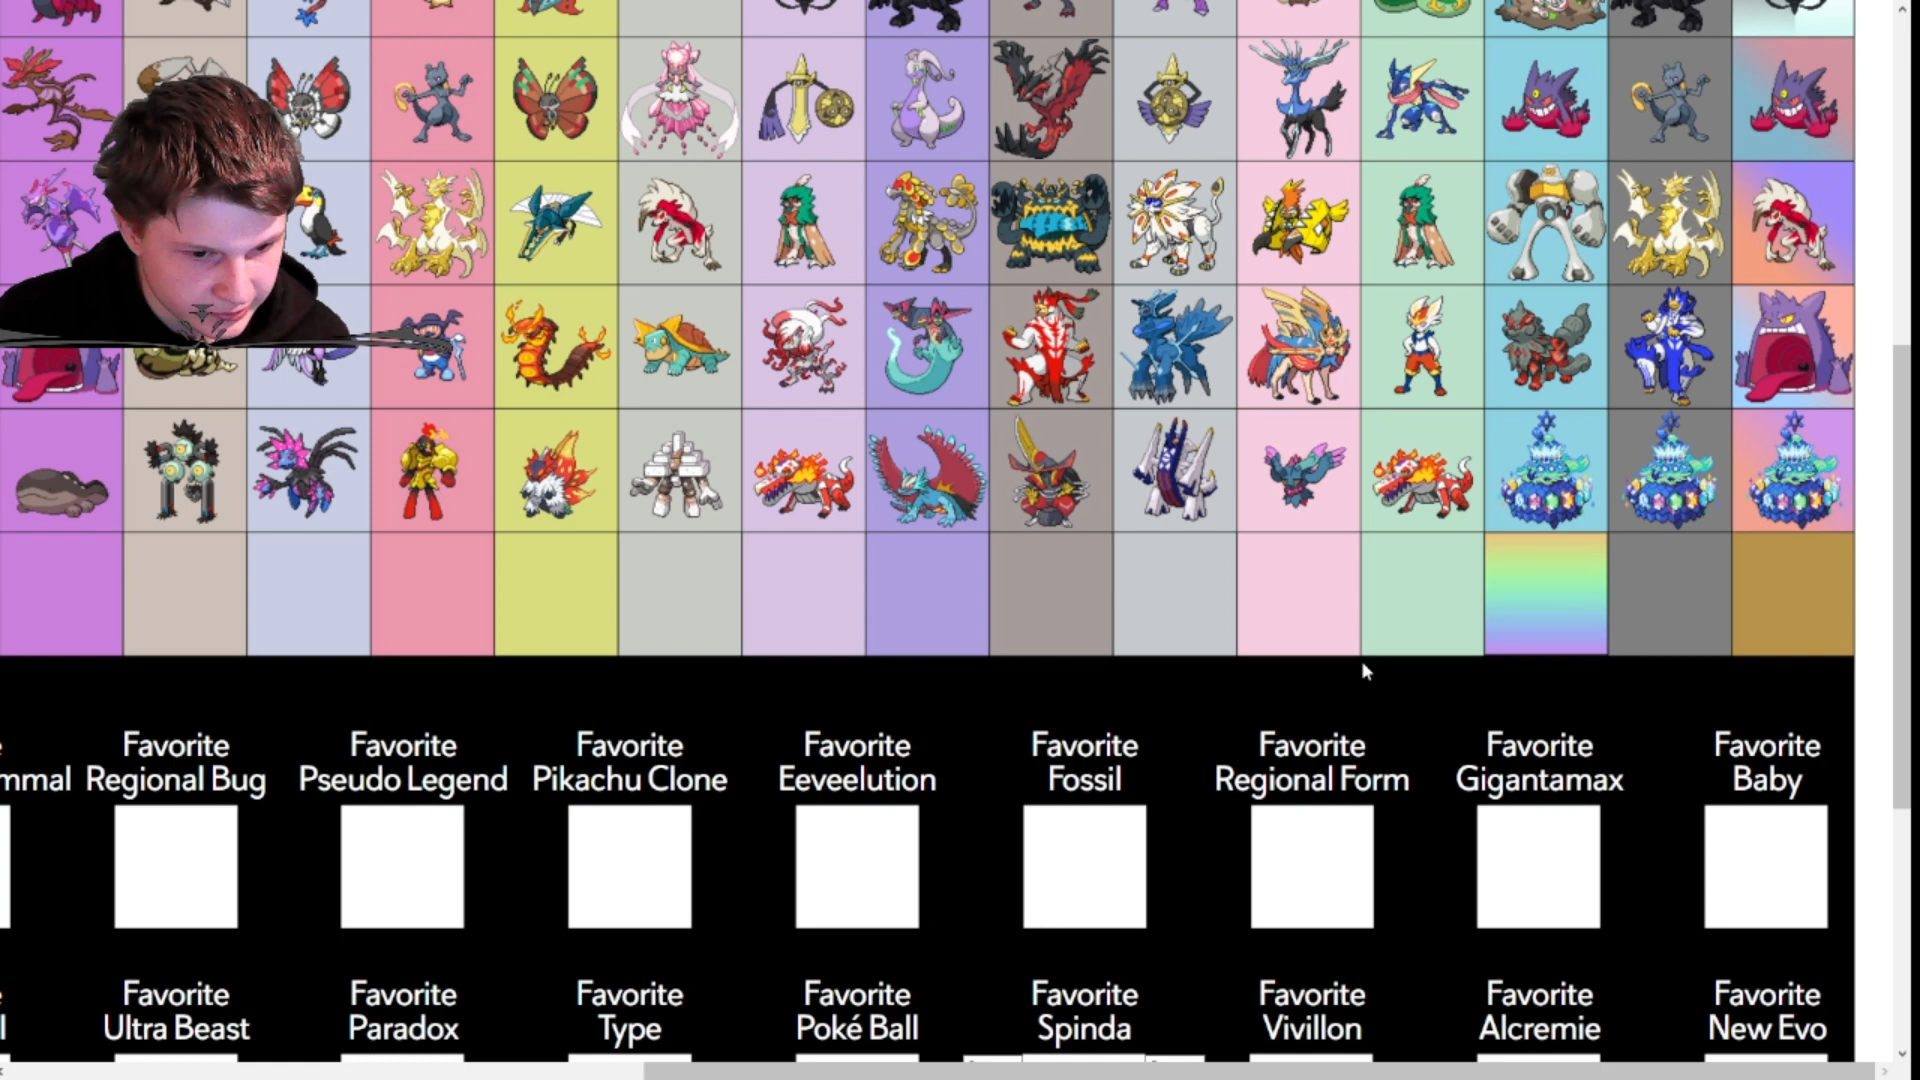 Favorite
Regional Bug
Favorite
Pseudo Legend
Favorite
Pikachu Clone
Favorite
Eeveelution
Favorite
Fossil
Favorite
Regional Form
Favorite
Gigantamax
Favorite
Baby
mmal
Favorite
Ultra Beast
Favorite
Paradox
Favorite
Type
Favorite
Poké Ball
Favorite
Spinda
Favorite
Vivillon
Favorite
Alcremie
Favorite
New Evo